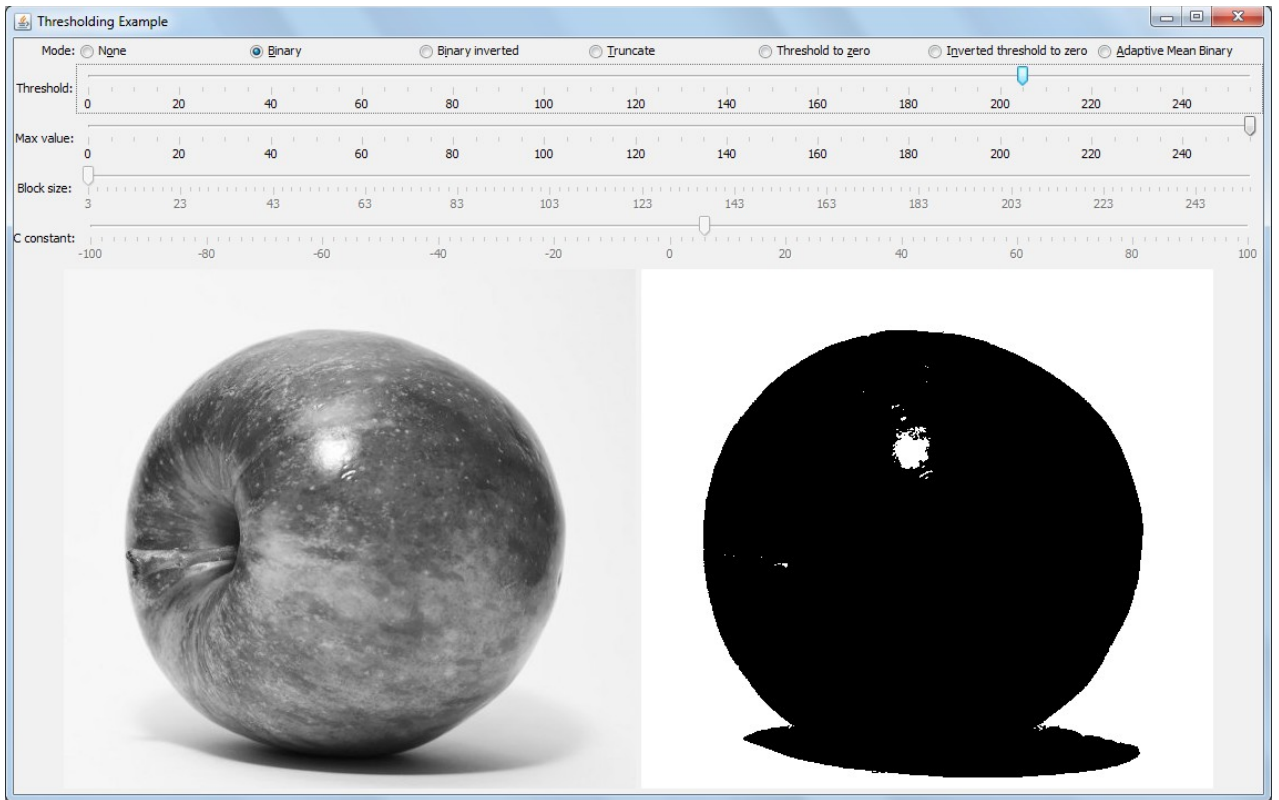 Thresholding Example
Mode: None Binary Binary inverted Truncate Threshold to zero Inverted threshold to zero Adaptive Mean Binary
Threshold:
0 20 40 60 80 100 120 140 160 180 200 220 240
Max value:
0 20 40 60 80 100 120 140 160 180 200 220 240
Block size:
3 23 43 63 83 103 123 143 163 183 203 223 243
C constant:
-100 -80 -60 -40 -20 0 20 40 60 80 100